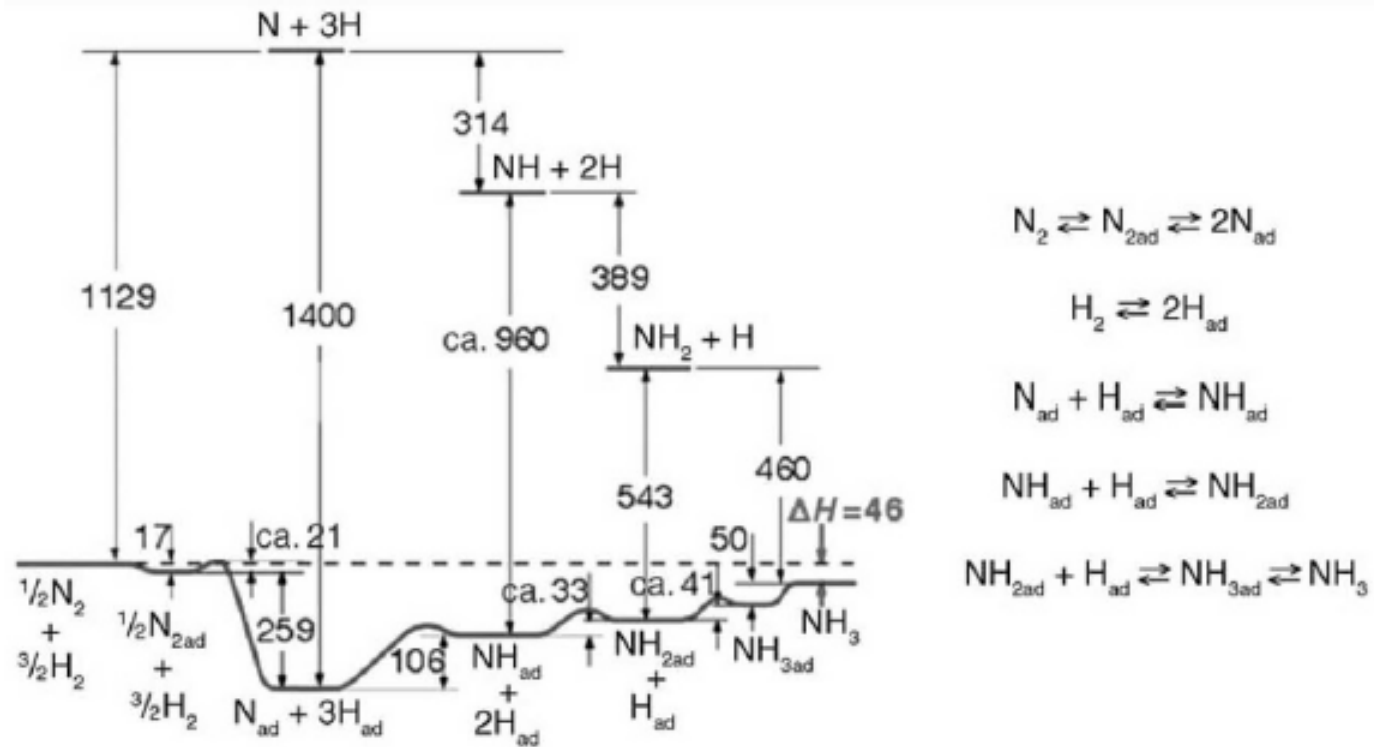 N + 3H
314
NH + 2H
1129
1400
ca. 960
389
NH₂ + H
543
460
ΔH = 46
17
ca. 21
50
ca. 33
ca. 41
259
106
½N₂
+
³/₂H₂
½N₂ad
+
³/₂H₂
Nad + 3Had
NHad
+
2Had
NH₂ad
+
Had
NH₃ad
NH₃
N₂ ⇄ N₂ad ⇄ 2Nad
H₂ ⇄ 2Had
Nad + Had ⇄ NHad
NHad + Had ⇄ NH₂ad
NH₂ad + Had ⇄ NH₃ad ⇄ NH₃